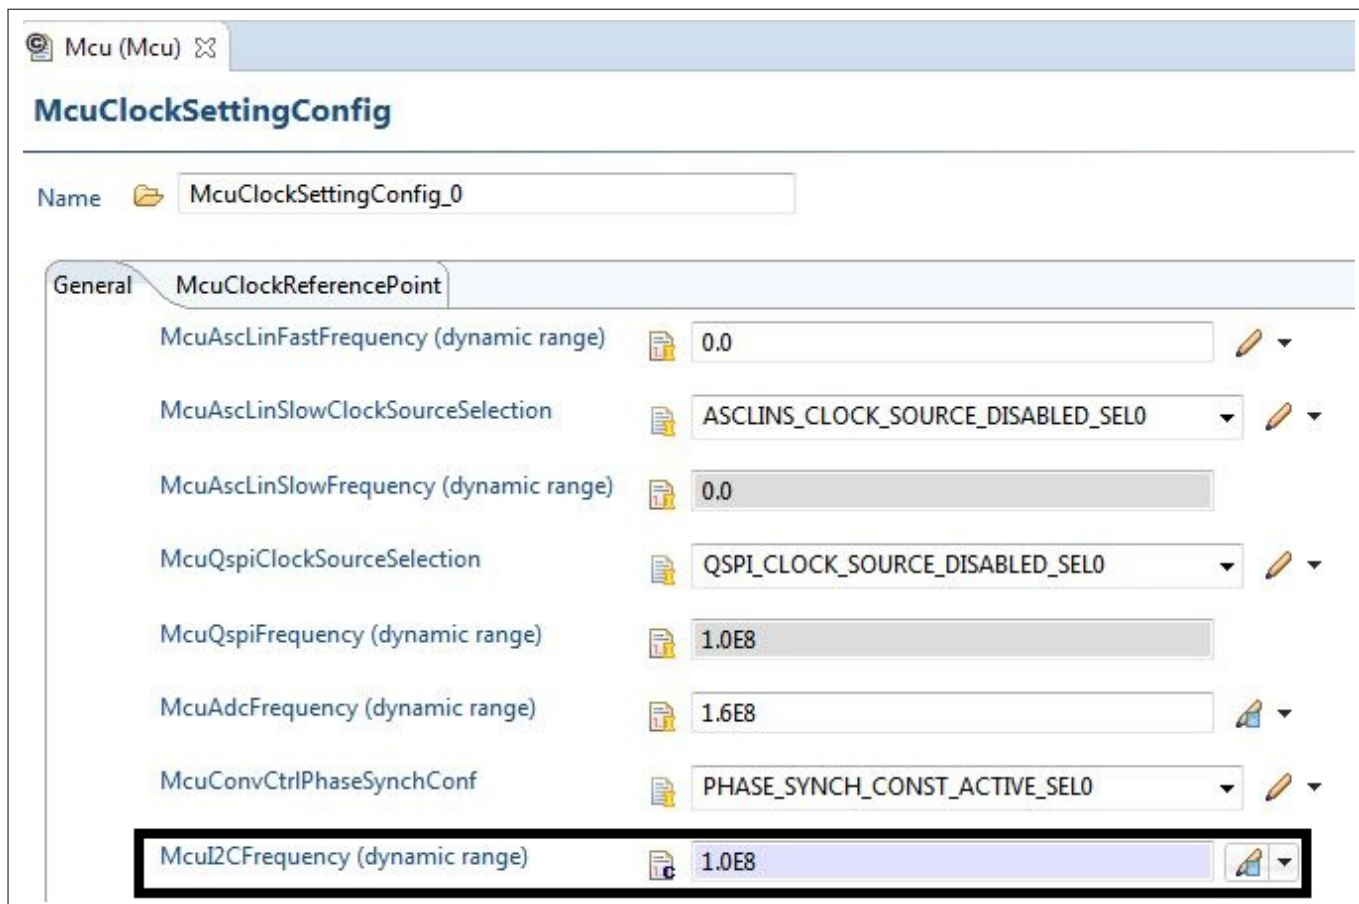 Mcu (Mcu)
McuClockSettingConfig
Name McuClockSettingConfig_0
General McuClockReferencePoint
McuAscLinFastFrequency (dynamic range) 0.0
McuAscLinSlowClockSourceSelection ASCLINS_CLOCK_SOURCE_DISABLED_SEL0
McuAscLinSlowFrequency (dynamic range) 0.0
McuQspiClockSourceSelection QSPI_CLOCK_SOURCE_DISABLED_SEL0
McuQspiFrequency (dynamic range) 1.0E8
McuAdcFrequency (dynamic range) 1.6E8
McuConvCtrlPhaseSynchConf PHASE_SYNCH_CONST_ACTIVE_SEL0
McuI2CFrequency (dynamic range) 1.0E8